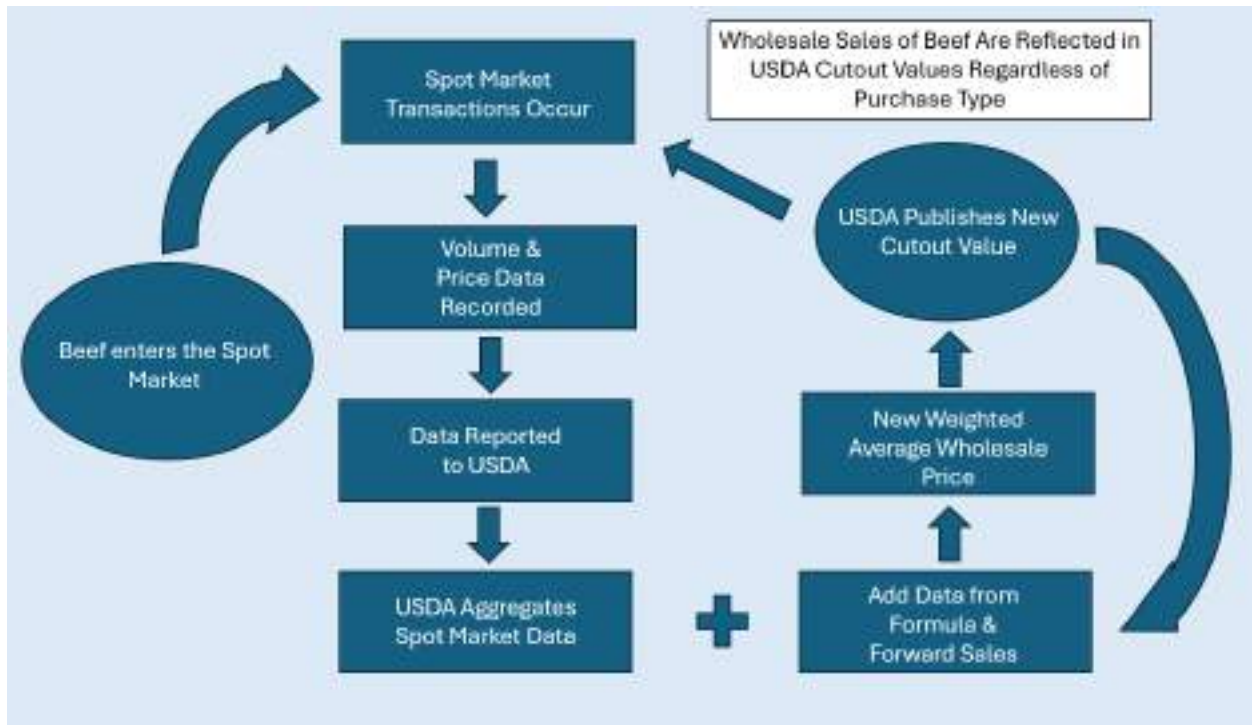 Wholesale Sales of Beef Are Reflected in
USDA Cutout Values Regardless of
Purchase Type
Spot Market
Transactions Occur
Volume &
Price Data
Recorded
Beef enters the Spot
Market
Data Reported
to USDA
USDA Aggregates
Spot Market Data
Add Data from
Formula &
Forward Sales
New Weighted
Average Wholesale
Price
USDA Publishes New
Cutout Value